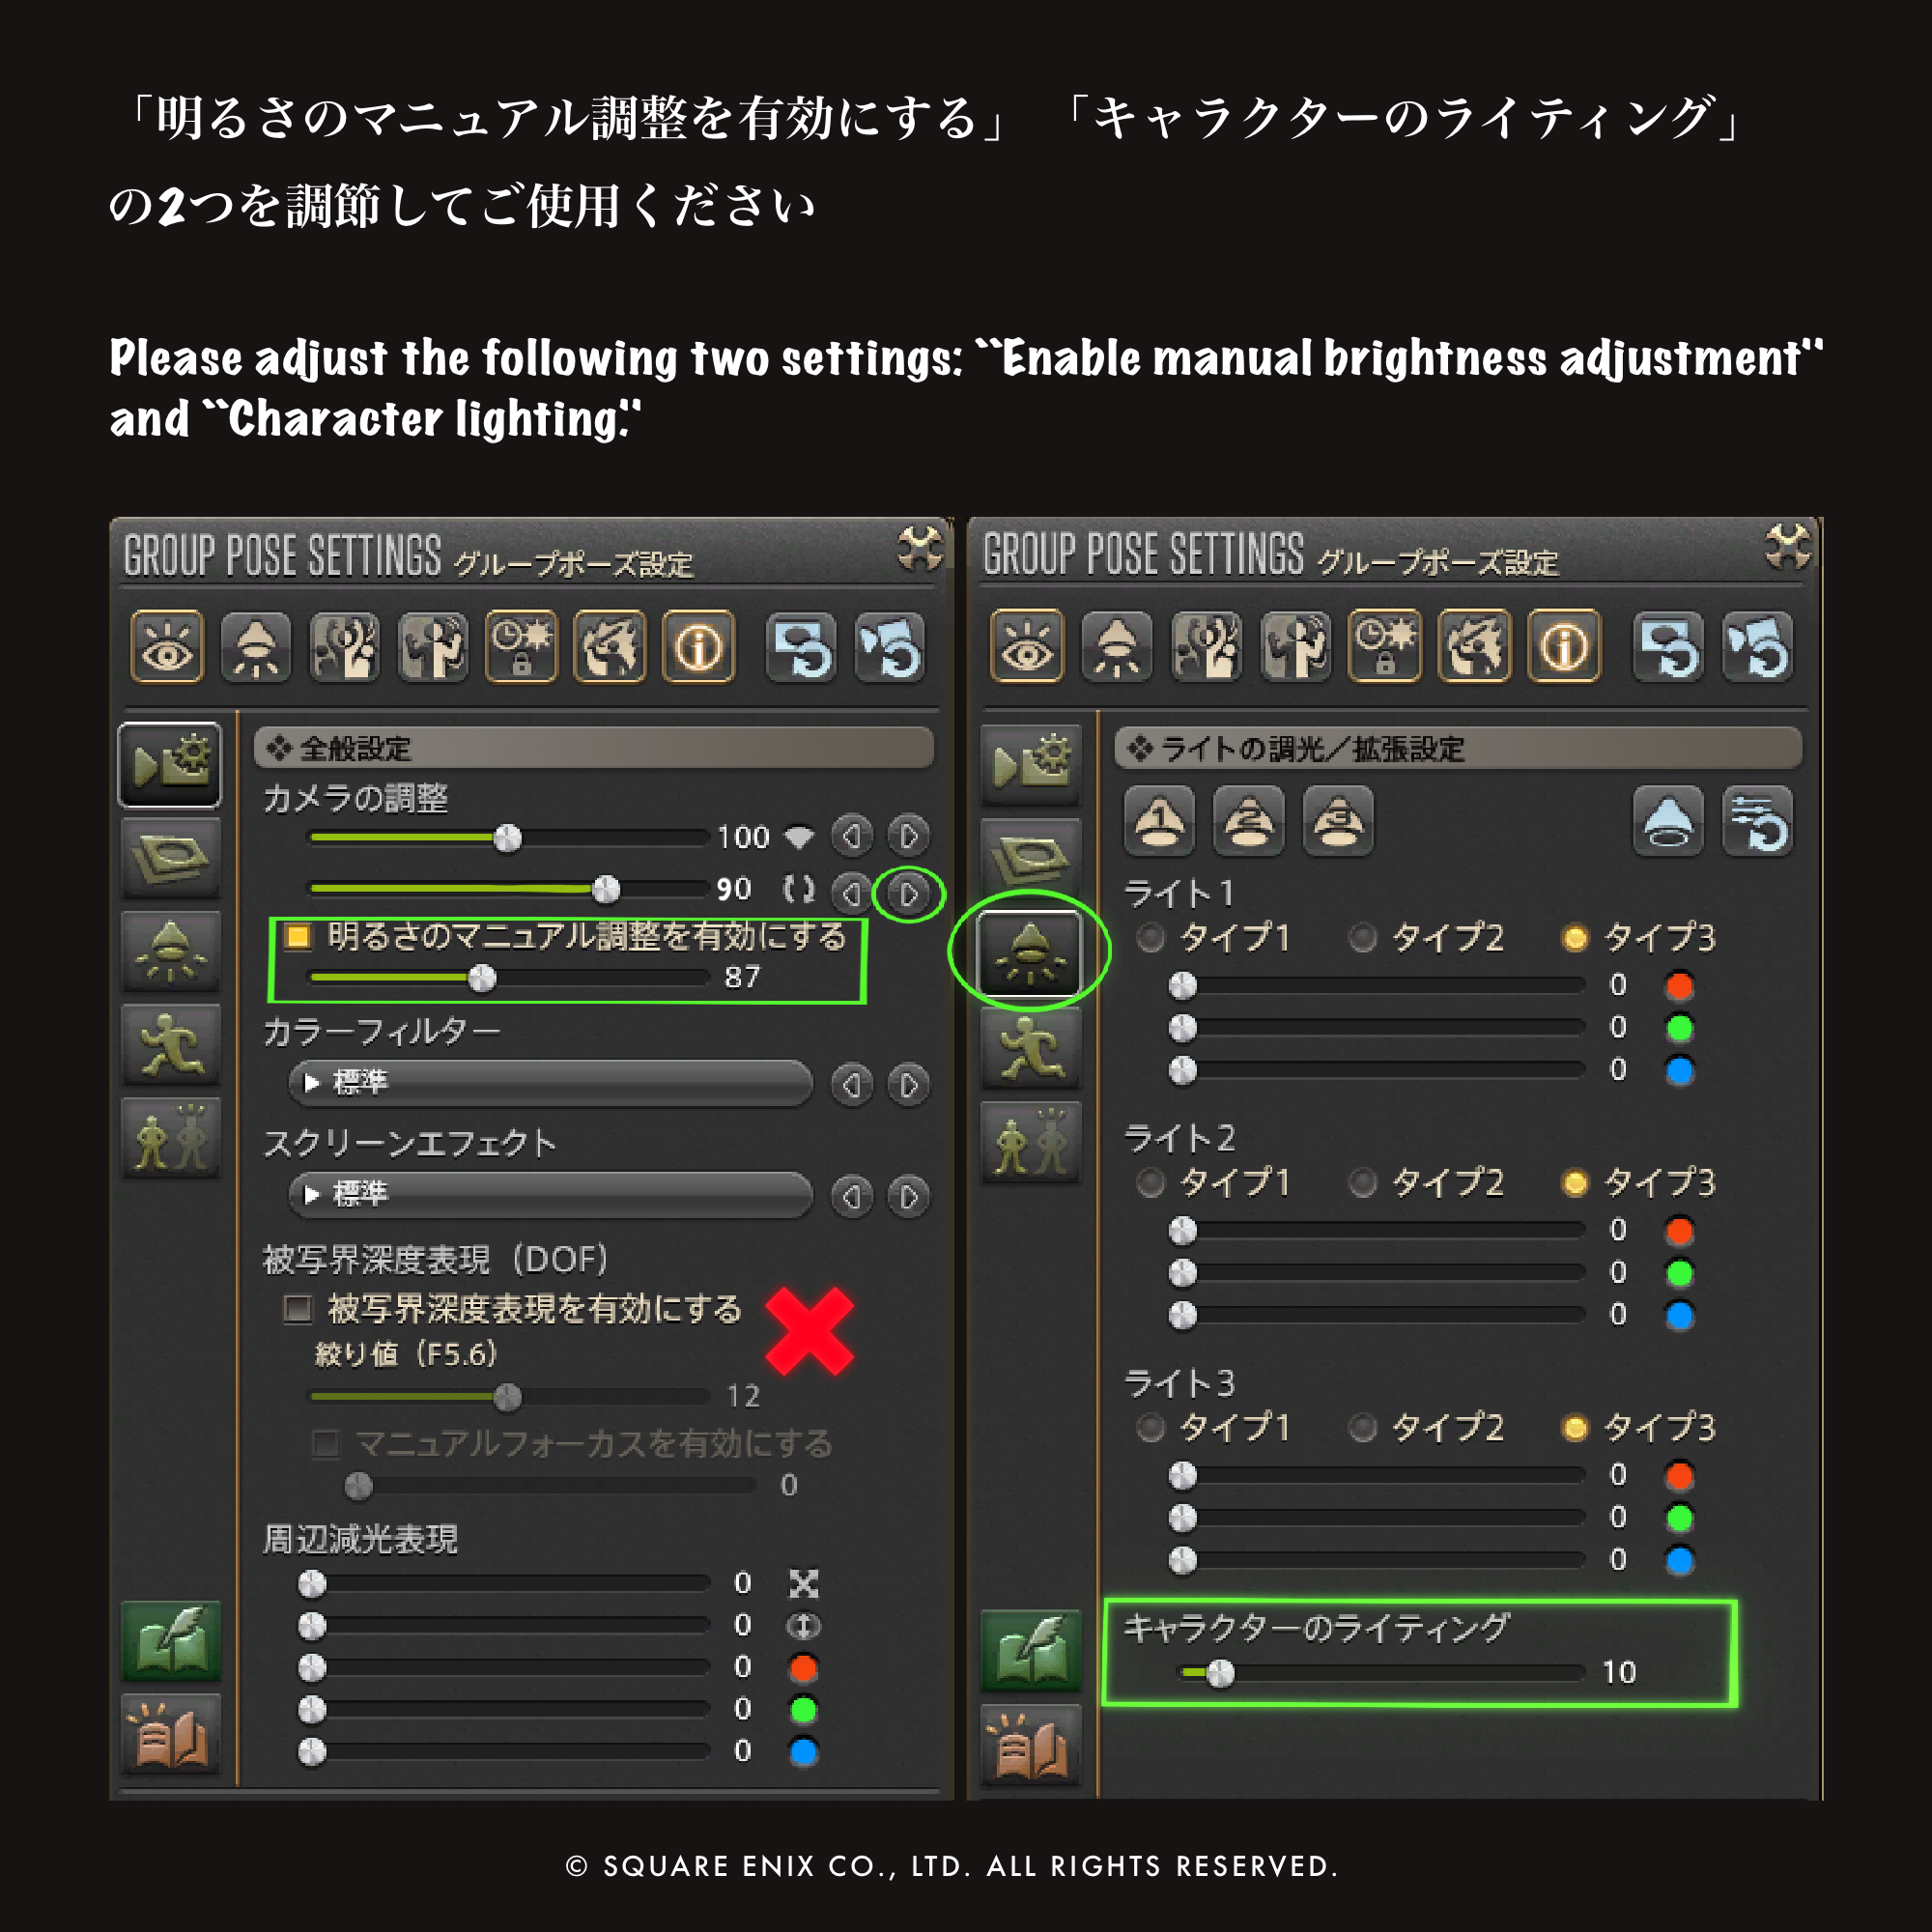 「明るさのマニュアル調整を有効にする」 「キャラクターのライティング」
の2つを調節してご使用ください
Please adjust the following two settings: ``Enable manual brightness adjustment''
and ``Character lighting.''
GROUP POSE SETTINGS グループポーズ設定
全般設定
カメラの調整
100
90
明るさのマニュアル調整を有効にする
87
カラーフィルター
標準
スクリーンエフェクト
標準
被写界深度表現（DOF）
被写界深度表現を有効にする
絞り値（F5.6）
12
マニュアルフォーカスを有効にする
0
周辺減光表現
0
0
0
0
0
GROUP POSE SETTINGS グループポーズ設定
ライトの調光／拡張設定
1 2 3
ライト1
タイプ1 タイプ2 タイプ3
0
0
0
ライト2
タイプ1 タイプ2 タイプ3
0
0
0
ライト3
タイプ1 タイプ2 タイプ3
0
0
0
キャラクターのライティング
10
© SQUARE ENIX CO., LTD. ALL RIGHTS RESERVED.